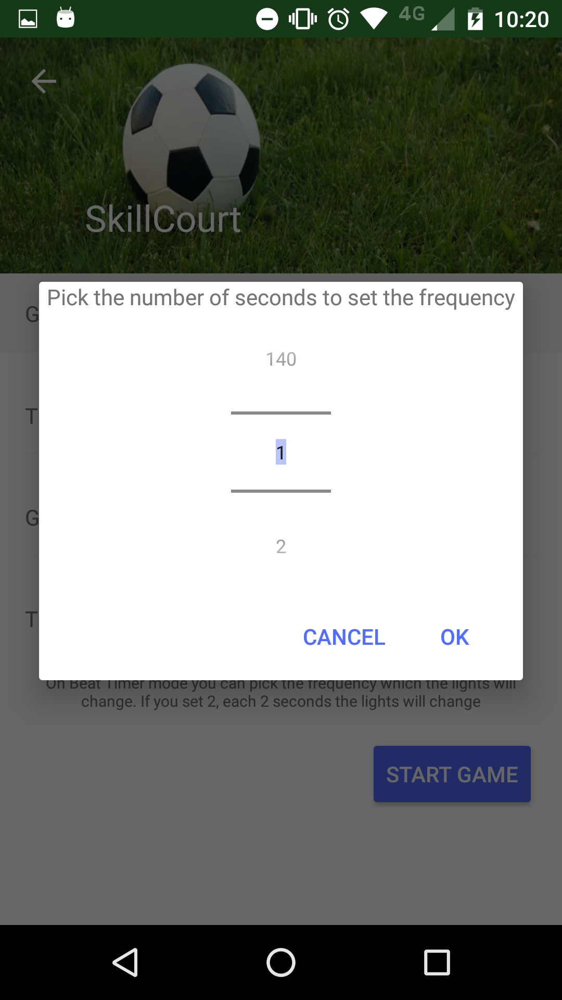 4G 10:20
SkillCourt
Pick the number of seconds to set the frequency
G
140
T
1
G
2
T
CANCEL OK
On Beat Timer mode you can pick the frequency which the lights will
change. If you set 2, each 2 seconds the lights will change
START GAME